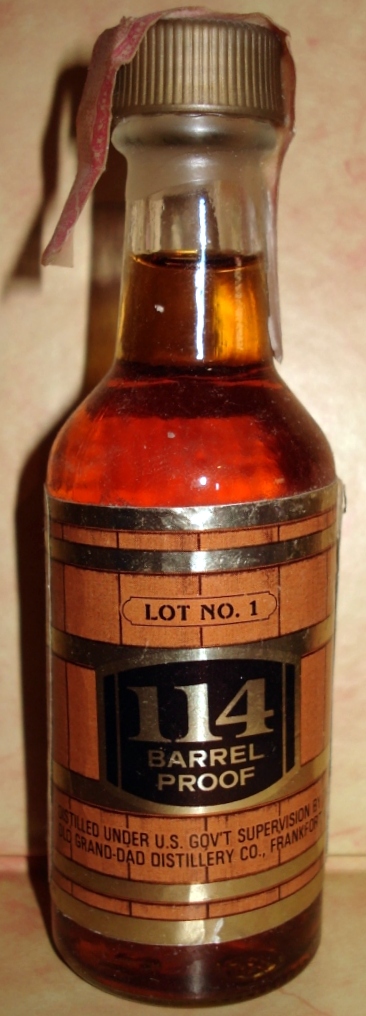 LOT NO. 1
114
BARREL
PROOF
DISTILLED UNDER U.S. GOV'T SUPERVISION BY
OLD GRAND-DAD DISTILLERY CO., FRANKFORT